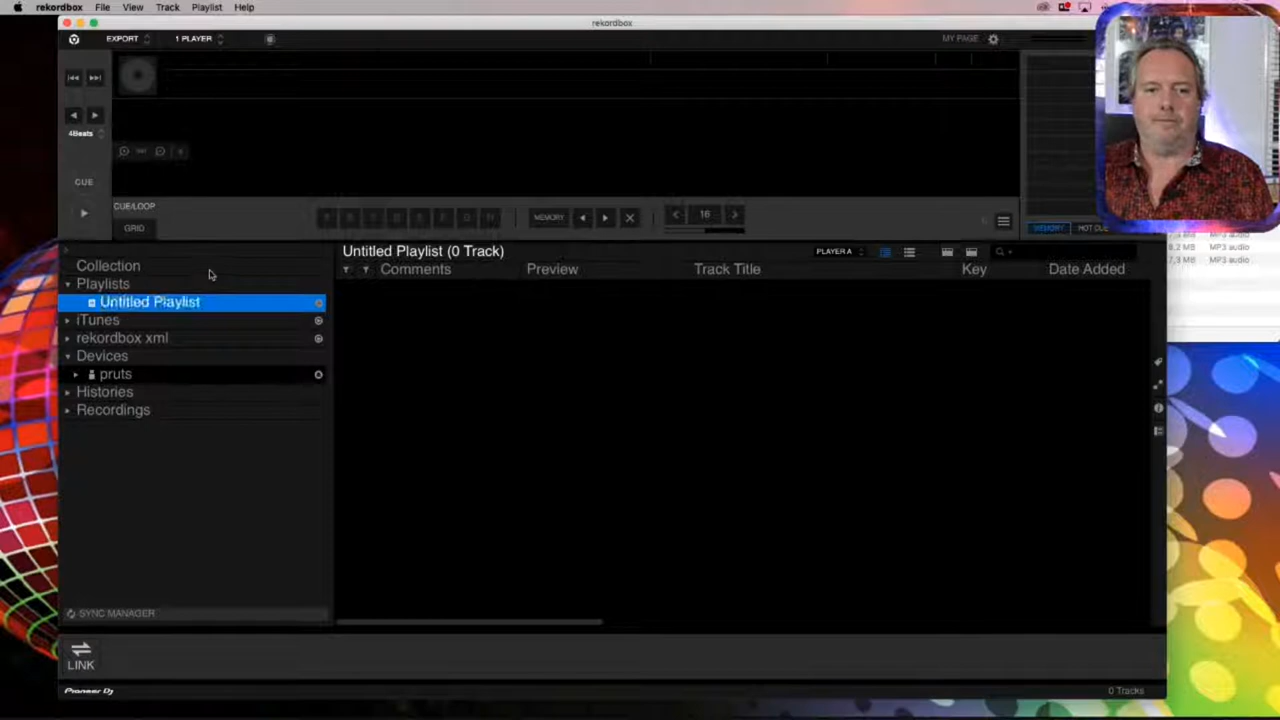 rekordbox File View Track Playlist Help
rekordbox
EXPORT 1 PLAYER MY PAGE
4Beats
CUE
CUE/LOOP
GRID
MEMORY 16
MEMORY HOT CUE
MP3 audio
8,2 MB MP3 audio
MP3 audio
Collection
Playlists
Untitled Playlist
iTunes
rekordbox xml
Devices
pruts
Histories
Recordings
Untitled Playlist (0 Track) PLAYER A
Comments Preview Track Title Key Date Added
SYNC MANAGER
LINK
Pioneer Dj 0 Tracks